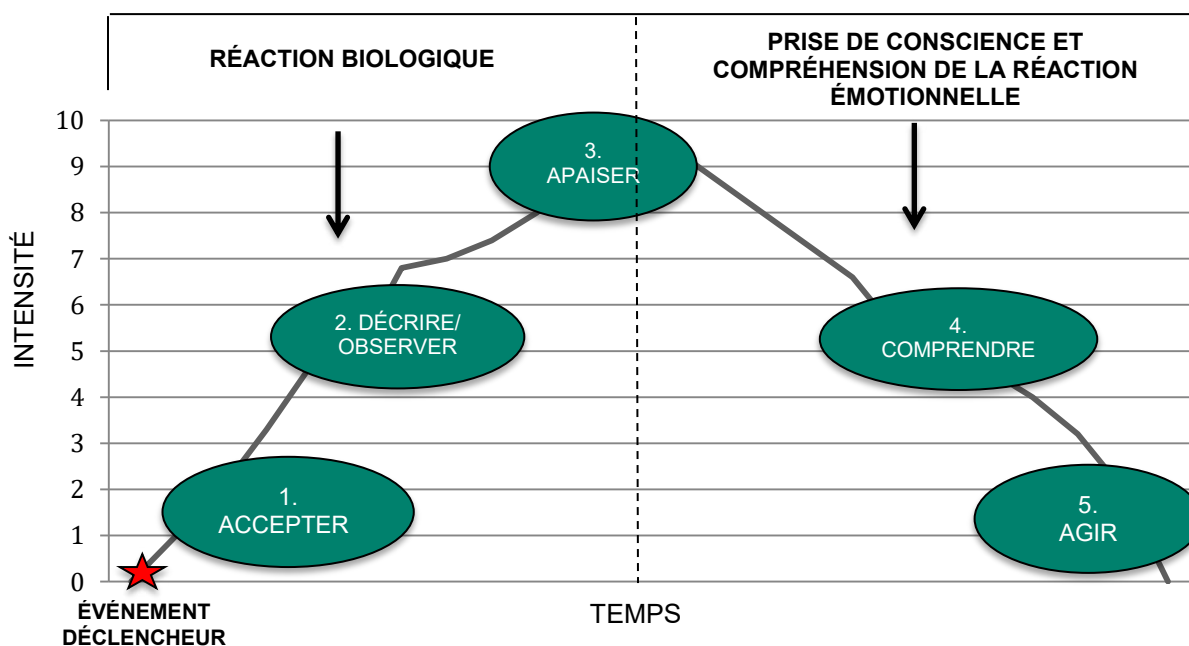 RÉACTION BIOLOGIQUE
PRISE DE CONSCIENCE ET
COMPRÉHENSION DE LA RÉACTION
ÉMOTIONNELLE
INTENSITÉ
10
9
8
7
6
5
4
3
2
1
0
3.
APAISER
2. DÉCRIRE/
OBSERVER
4.
COMPRENDRE
1.
ACCEPTER
5.
AGIR
ÉVÉNEMENT
DÉCLENCHEUR
TEMPS